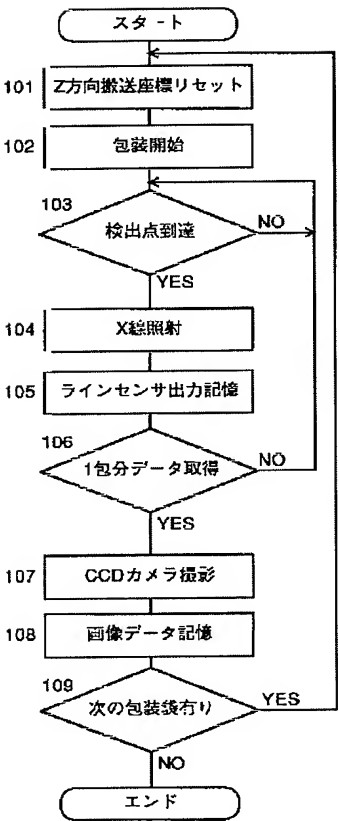 スタート
101 Z方向搬送座標リセット
102 包装開始
103
検出点到達
NO
YES
104 X線照射
105 ラインセンサ出力記憶
106
1包分データ取得
NO
YES
107 CCDカメラ撮影
108 画像データ記憶
109
次の包装袋有り
YES
NO
エンド